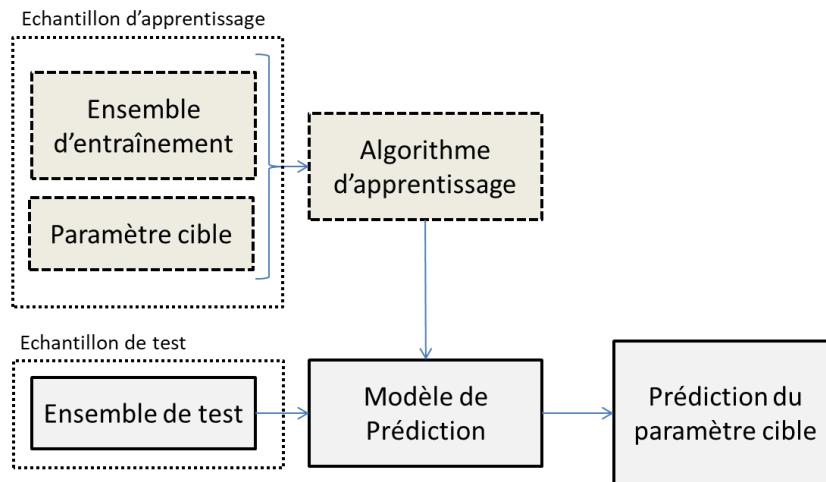 Echantillon d’apprentissage
Ensemble
d’entraînement
Paramètre cible
Algorithme
d’apprentissage
Echantillon de test
Ensemble de test
Modèle de
Prédiction
Prédiction du
paramètre cible